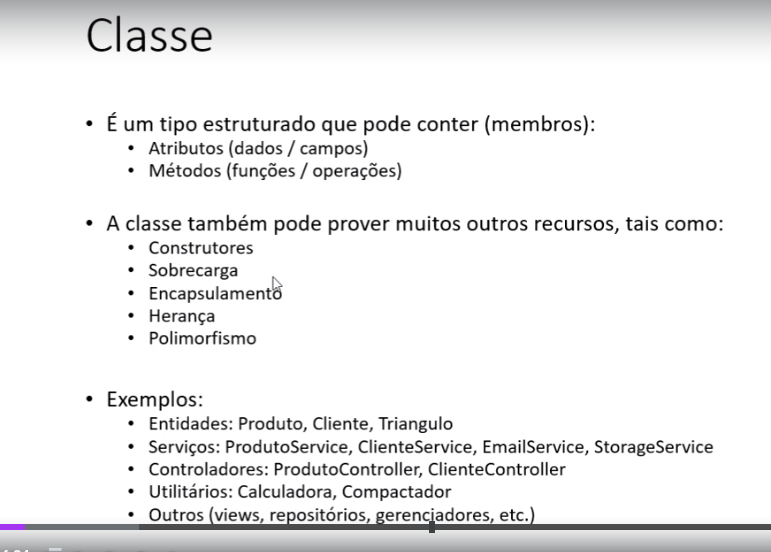 Classe
• É um tipo estruturado que pode conter (membros):
• Atributos (dados / campos)
• Métodos (funções / operações)
• A classe também pode prover muitos outros recursos, tais como:
• Construtores
• Sobrecarga
• Encapsulamento
• Herança
• Polimorfismo
• Exemplos:
• Entidades: Produto, Cliente, Triangulo
• Serviços: ProdutoService, ClienteService, EmailService, StorageService
• Controladores: ProdutoController, ClienteController
• Utilitários: Calculadora, Compactador
• Outros (views, repositórios, gerenciadores, etc.)